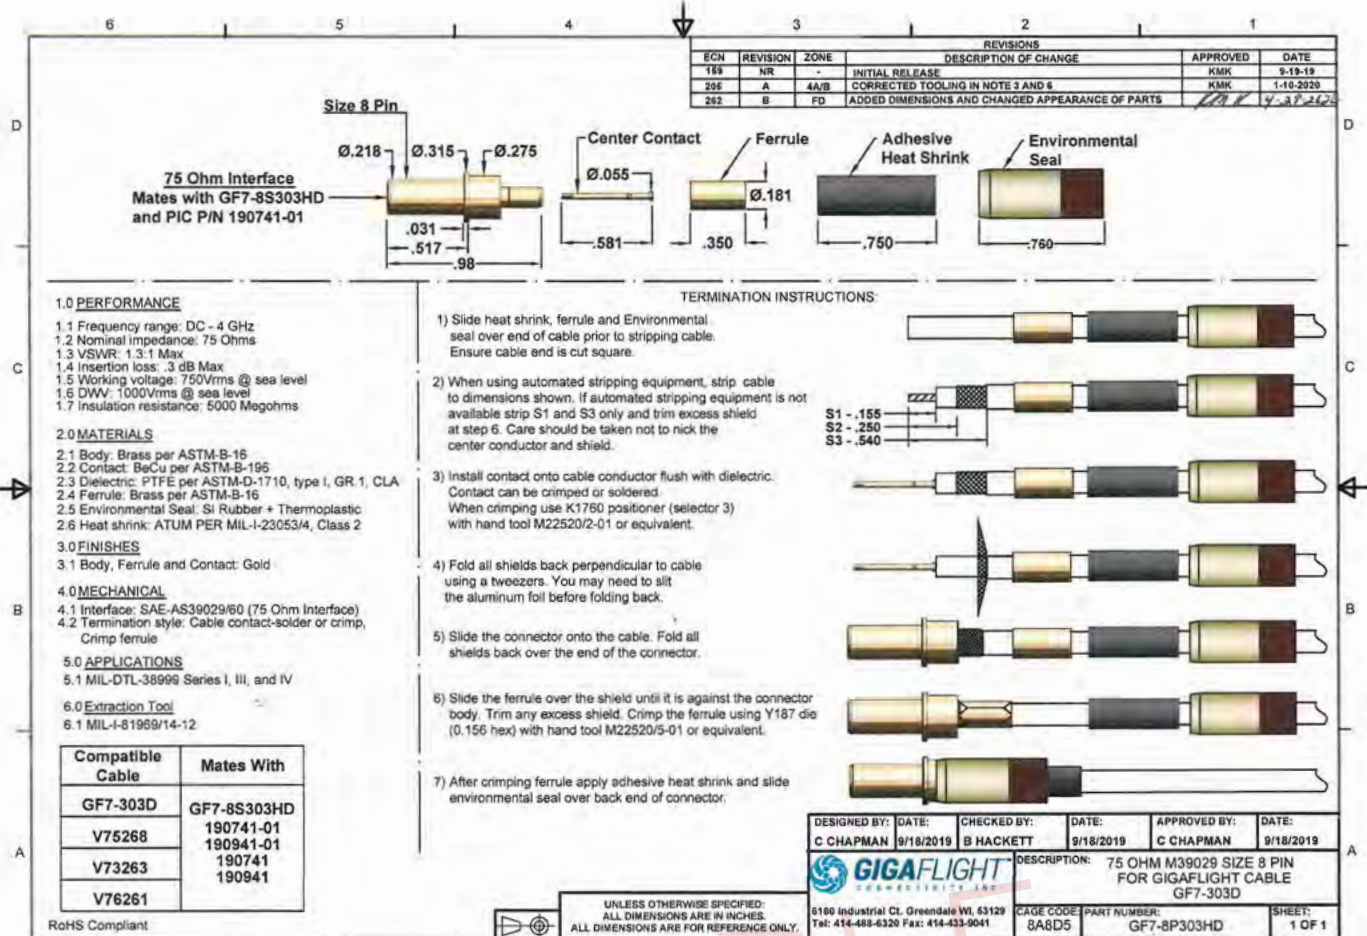 6 5 4 3 2 1
REVISIONS
ECN REVISION ZONE DESCRIPTION OF CHANGE APPROVED DATE
159 NR - INITIAL RELEASE KMK 9-19-19
205 A 4A/B CORRECTED TOOLING IN NOTE 3 AND 6 KMK 1-10-2020
262 B FD ADDED DIMENSIONS AND CHANGED APPEARANCE OF PARTS
D D
Size 8 Pin
Ø.218 Ø.315 Ø.275
75 Ohm Interface
Mates with GF7-8S303HD
and PIC P/N 190741-01
.031
.517
.98
Center Contact
Ø.055
.581
Ferrule
Ø.181
.350
Adhesive
Heat Shrink
.750
Environmental
Seal
.760
1.0 PERFORMANCE
1.1 Frequency range: DC - 4 GHz
1.2 Nominal impedance: 75 Ohms
1.3 VSWR: 1.3:1 Max
1.4 Insertion loss: .3 dB Max
1.5 Working voltage: 750Vrms @ sea level
1.6 DWV: 1000Vrms @ sea level
1.7 Insulation resistance: 5000 Megohms
2.0 MATERIALS
2.1 Body: Brass per ASTM-B-16
2.2 Contact: BeCu per ASTM-B-196
2.3 Dielectric: PTFE per ASTM-D-1710, type I, GR.1, CLA
2.4 Ferrule: Brass per ASTM-B-16
2.5 Environmental Seal: SI Rubber + Thermoplastic
2.6 Heat shrink: ATUM PER MIL-I-23053/4, Class 2
3.0 FINISHES
3.1 Body, Ferrule and Contact: Gold
4.0 MECHANICAL
4.1 Interface: SAE-AS39029/60 (75 Ohm Interface)
4.2 Termination style: Cable contact-solder or crimp,
Crimp ferrule
5.0 APPLICATIONS
5.1 MIL-DTL-38999 Series I, III, and IV
6.0 Extraction Tool
6.1 MIL-I-81969/14-12
Compatible
Cable
Mates With
GF7-303D
V75268
V73263
V76261
GF7-8S303HD
190741-01
190941-01
190741
190941
RoHS Compliant
TERMINATION INSTRUCTIONS:
1) Slide heat shrink, ferrule and Environmental
seal over end of cable prior to stripping cable.
Ensure cable end is cut square.
2) When using automated stripping equipment, strip cable
to dimensions shown. If automated stripping equipment is not
available strip S1 and S3 only and trim excess shield
at step 6. Care should be taken not to nick the
center conductor and shield.
S1 - .155
S2 - .250
S3 - .540
3) Install contact onto cable conductor flush with dielectric.
Contact can be crimped or soldered.
When crimping use K1760 positioner (selector 3)
with hand tool M22520/2-01 or equivalent.
4) Fold all shields back perpendicular to cable
using a tweezers. You may need to slit
the aluminum foil before folding back.
5) Slide the connector onto the cable. Fold all
shields back over the end of the connector.
6) Slide the ferrule over the shield until it is against the connector
body. Trim any excess shield. Crimp the ferrule using Y187 die
(0.156 hex) with hand tool M22520/5-01 or equivalent.
7) After crimping ferrule apply adhesive heat shrink and slide
environmental seal over back end of connector.
C C
B B
A A
DESIGNED BY: DATE: CHECKED BY: DATE: APPROVED BY: DATE:
C CHAPMAN 9/18/2019 B HACKETT 9/18/2019 C CHAPMAN 9/18/2019
GIGAFLIGHT
CONNECTIVITY INC
6180 Industrial Ct. Greendale WI, 53129
Tel: 414-488-6320 Fax: 414-433-9041
DESCRIPTION: 75 OHM M39029 SIZE 8 PIN
FOR GIGAFLIGHT CABLE
GF7-303D
CAGE CODE: PART NUMBER: SHEET:
8A8D5 GF7-8P303HD 1 OF 1
UNLESS OTHERWISE SPECIFIED:
ALL DIMENSIONS ARE IN INCHES.
ALL DIMENSIONS ARE FOR REFERENCE ONLY.